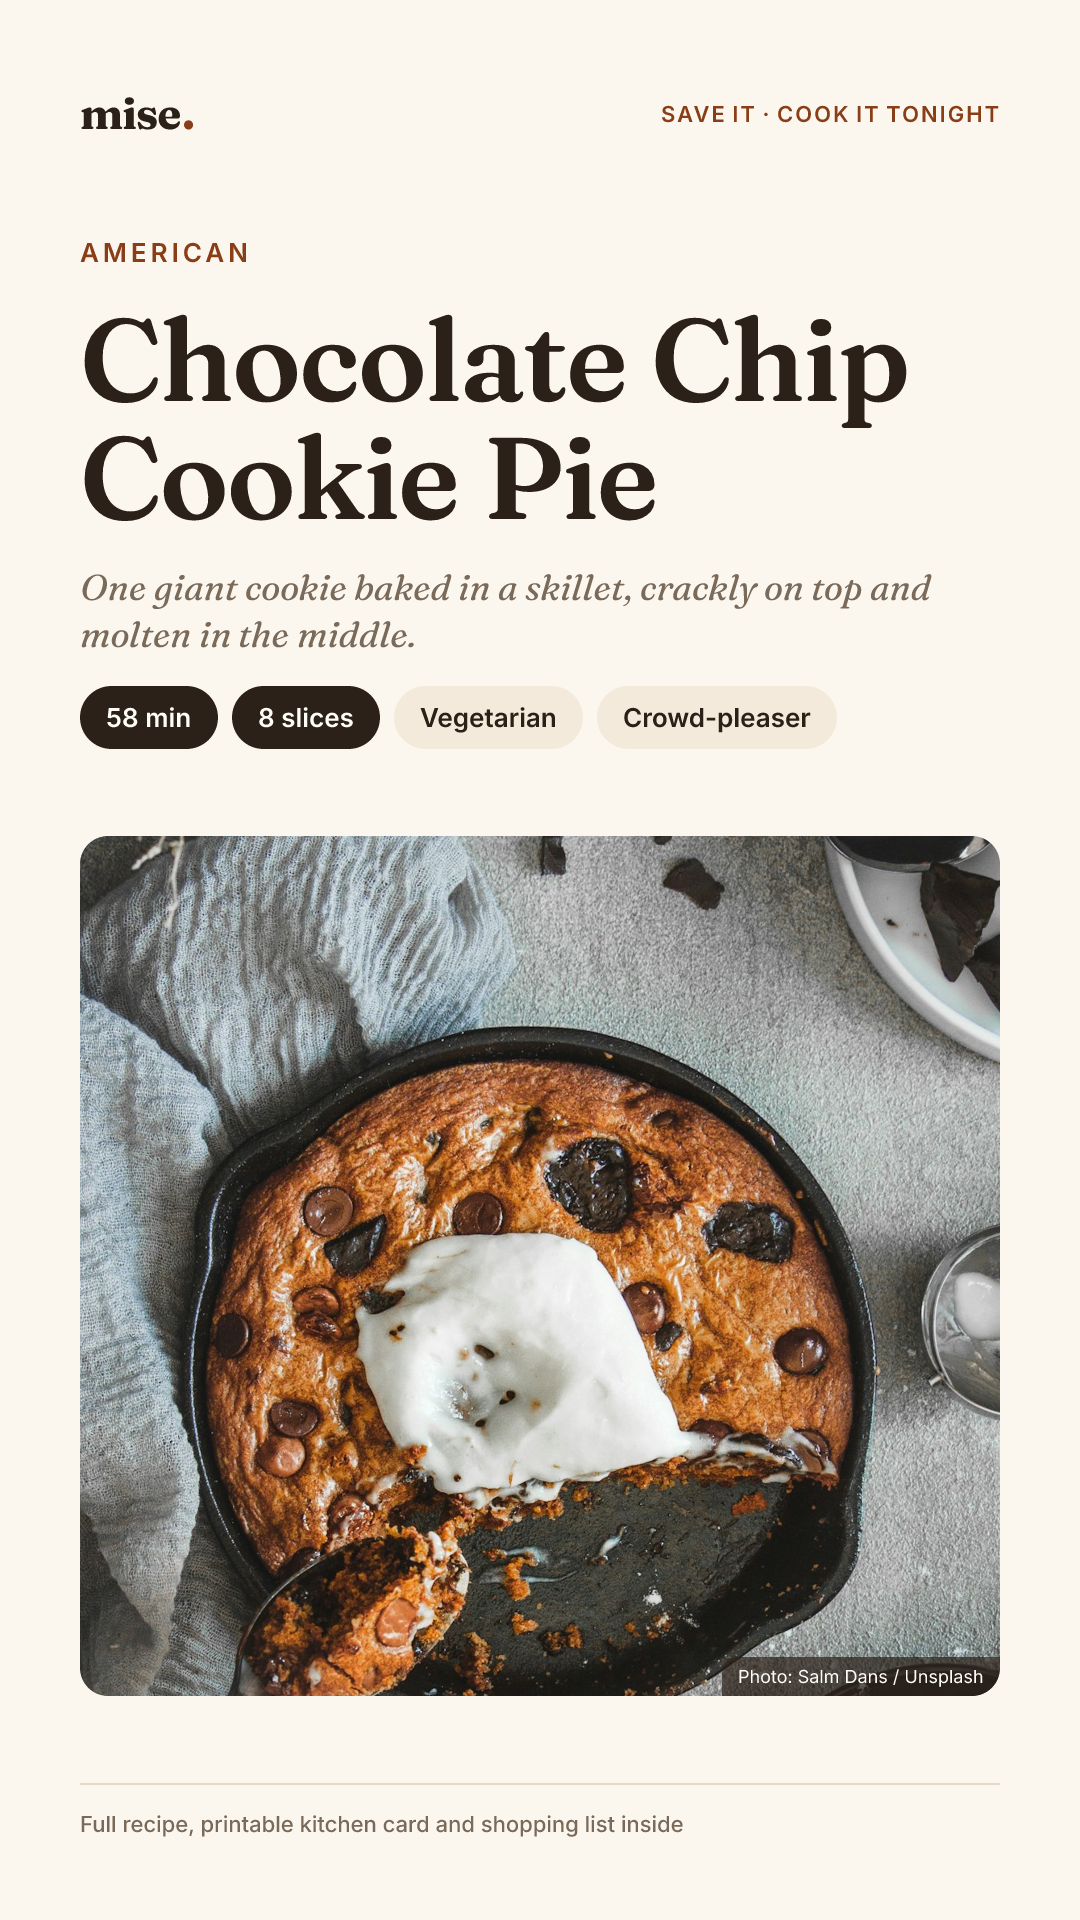 mise.
SAVE IT · COOK IT TONIGHT
AMERICAN
Chocolate Chip
Cookie Pie
One giant cookie baked in a skillet, crackly on top and
molten in the middle.
58 min
8 slices
Vegetarian
Crowd-pleaser
Photo: Salm Dans / Unsplash
Full recipe, printable kitchen card and shopping list inside